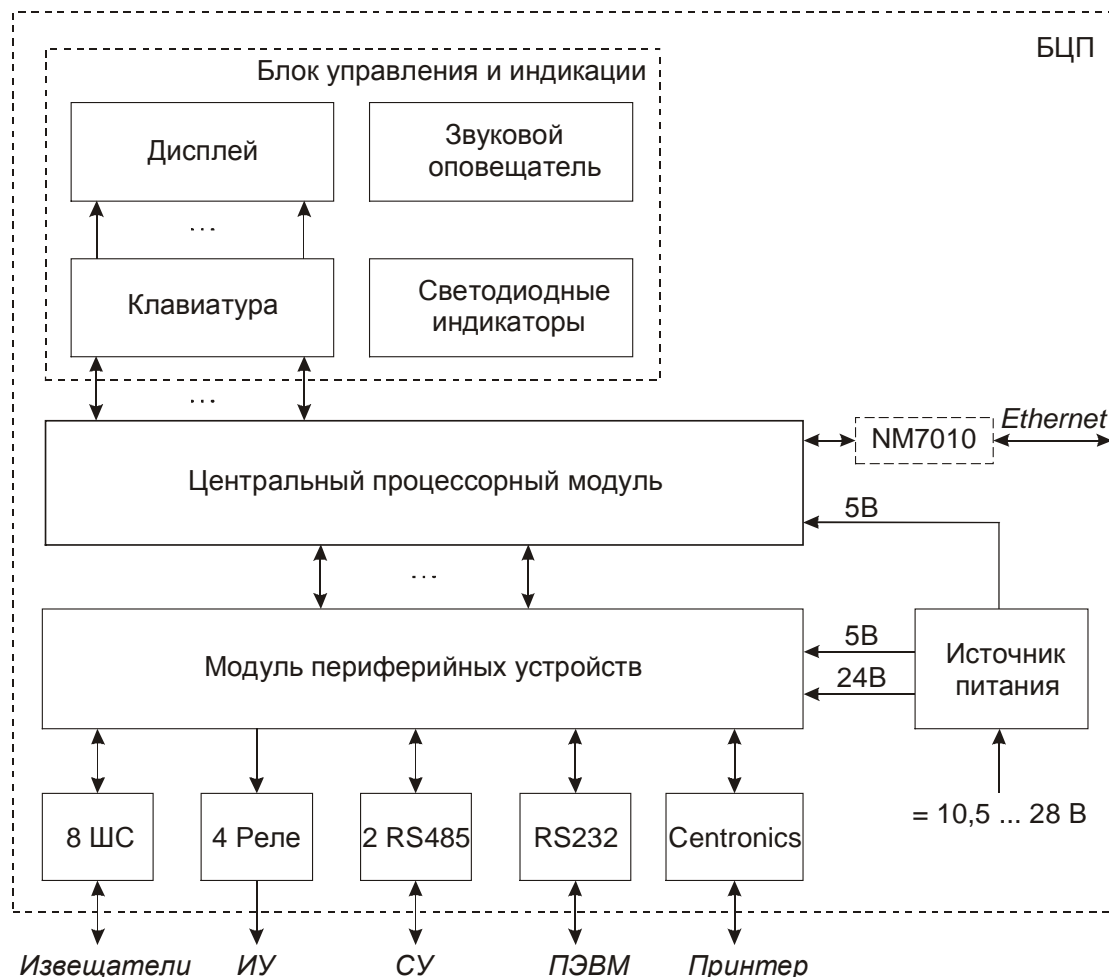 БЦП
Блок управления и индикации
Дисплей
Звуковой
оповещатель
...
Клавиатура
Светодиодные
индикаторы
...
Ethernet
NM7010
Центральный процессорный модуль
5В
...
5В
Модуль периферийных устройств
24В
Источник
питания
8 ШС
4 Реле
2 RS485
RS232
Centronics
= 10,5 ... 28 В
Извещатели
ИУ
СУ
ПЭВМ
Принтер